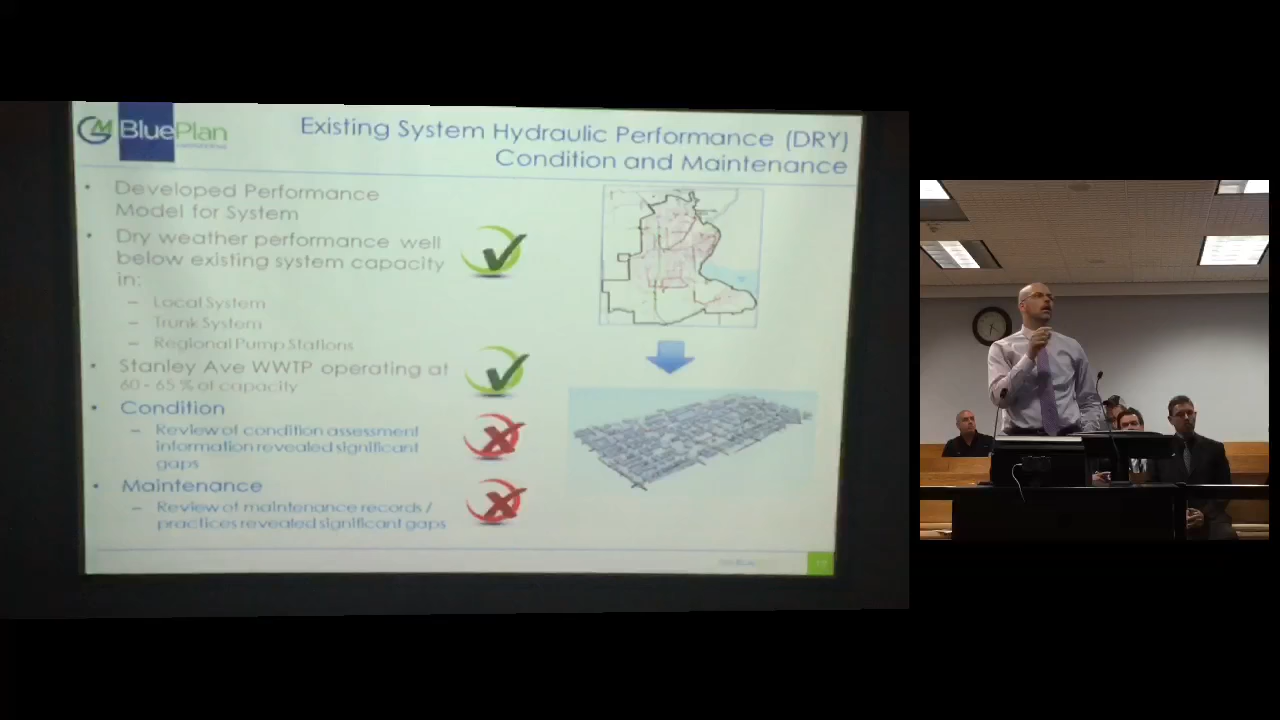 GM BluePlan
Existing System Hydraulic Performance (DRY)
Condition and Maintenance
• Developed Performance
Model for System
• Dry weather performance well
below existing system capacity
in:
– Local System
– Trunk System
– Regional Pump Stations
• Stanley Ave WWTP operating at
60 - 65 % of capacity
• Condition
– Review of condition assessment
information revealed significant
gaps
• Maintenance
– Review of maintenance records /
practices revealed significant gaps